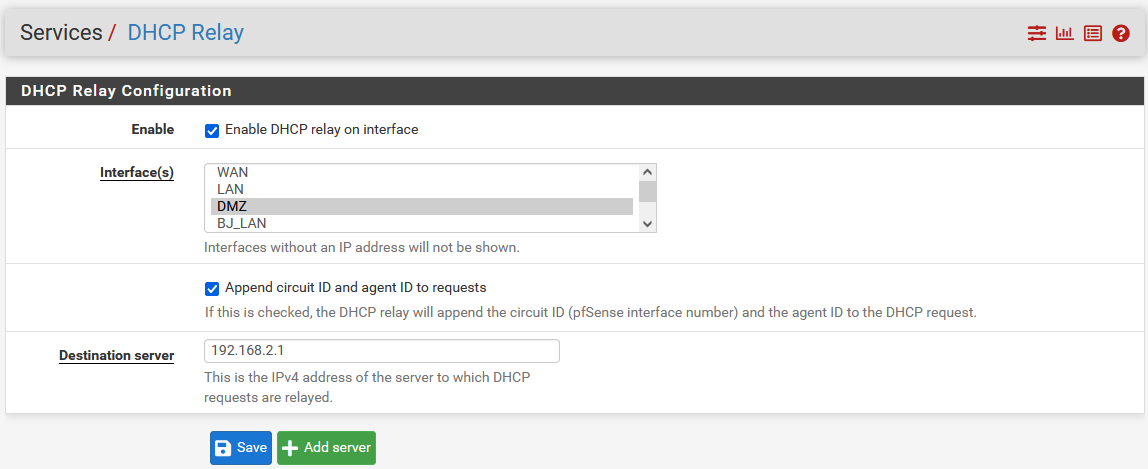 Services / DHCP Relay
DHCP Relay Configuration
Enable
Enable DHCP relay on interface
Interface(s)
WAN
LAN
DMZ
BJ_LAN
Interfaces without an IP address will not be shown.
Append circuit ID and agent ID to requests
If this is checked, the DHCP relay will append the circuit ID (pfSense interface number) and the agent ID to the DHCP request.
Destination server
192.168.2.1
This is the IPv4 address of the server to which DHCP
requests are relayed.
Save
Add server